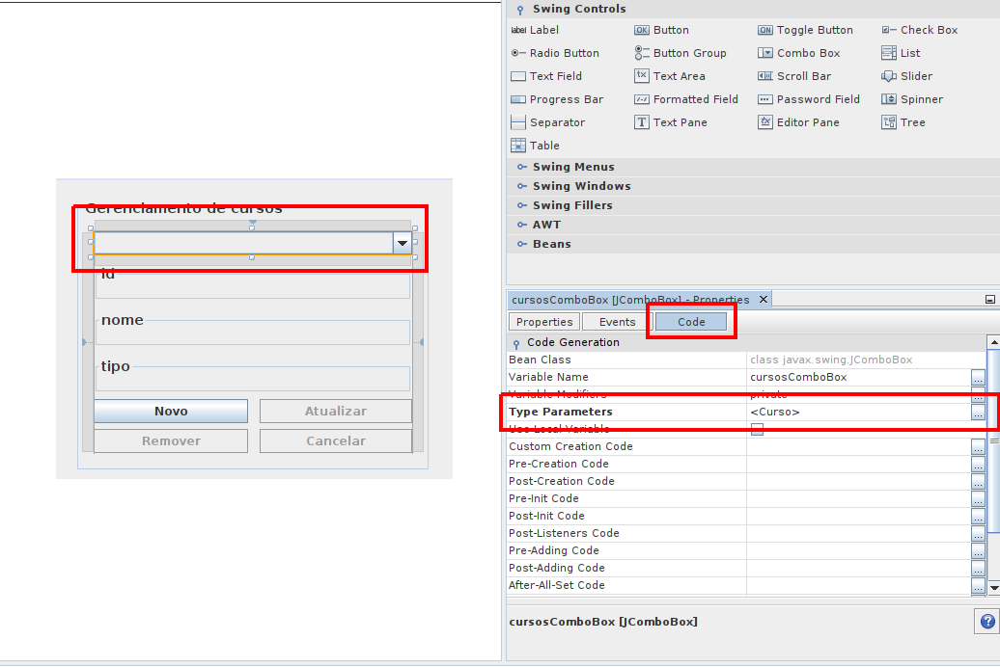 Swing Controls
label Label
OK Button
ON Toggle Button
Check Box
Radio Button
Button Group
Combo Box
List
Text Field
tx Text Area
Scroll Bar
Slider
Progress Bar
Formatted Field
Password Field
Spinner
Separator
T Text Pane
Editor Pane
Tree
Table
Swing Menus
Swing Windows
Swing Fillers
AWT
Beans
Gerenciamento de cursos
id
nome
tipo
Novo
Atualizar
Remover
Cancelar
cursosComboBox [JComboBox] - Properties
Properties Events Code
Code Generation
Bean Class class javax.swing.JComboBox
Variable Name cursosComboBox ...
Variable Modifiers private ...
Type Parameters <Curso> ...
Use Local Variable
Custom Creation Code ...
Pre-Creation Code ...
Post-Creation Code ...
Pre-Init Code ...
Post-Init Code ...
Post-Listeners Code ...
Pre-Adding Code ...
Post-Adding Code ...
After-All-Set Code ...
cursosComboBox [JComboBox]
?